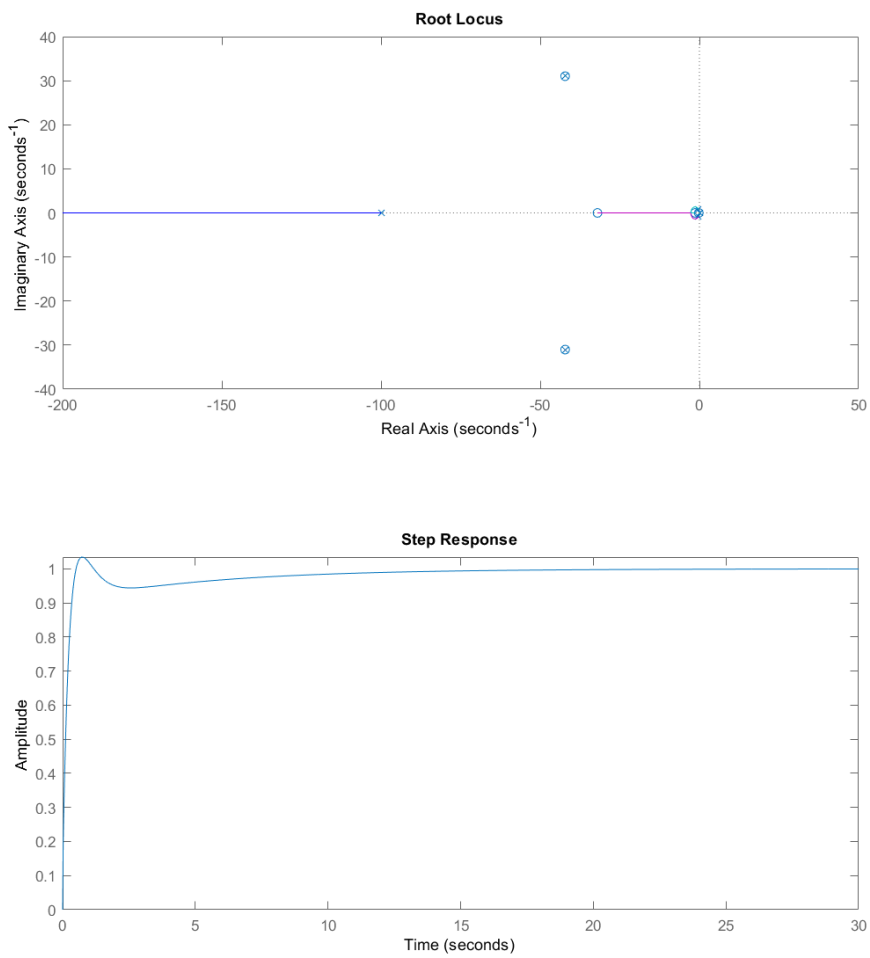 Root Locus
40
30
20
10
0
-10
-20
-30
-40
Imaginary Axis (seconds⁻¹)
-200 -150 -100 -50 0 50
Real Axis (seconds⁻¹)
Step Response
1
0.9
0.8
0.7
0.6
0.5
0.4
0.3
0.2
0.1
0
Amplitude
0 5 10 15 20 25 30
Time (seconds)